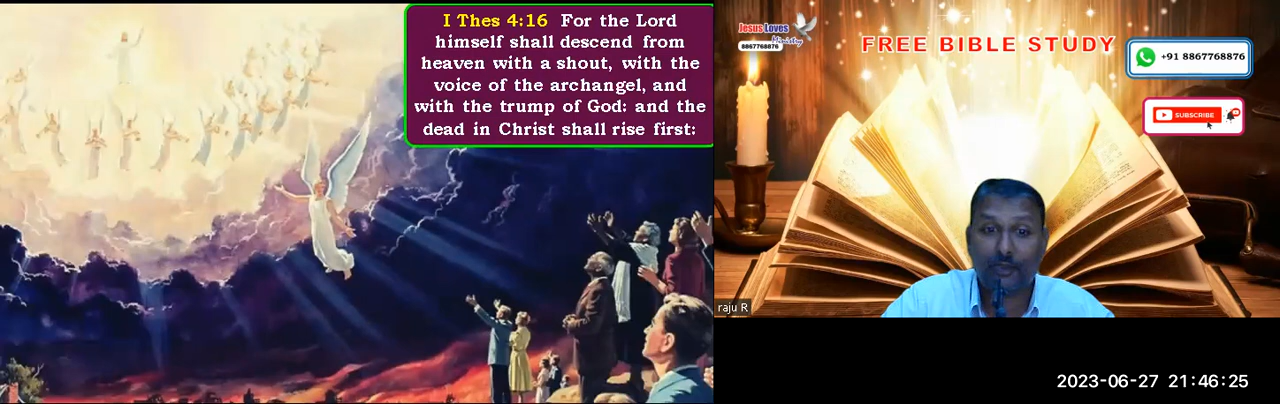 I Thes 4:16 For the Lord
himself shall descend from
heaven with a shout, with the
voice of the archangel, and
with the trump of God: and the
dead in Christ shall rise first:
Jesus Loves
Ministry
8867768876
FREE BIBLE STUDY
+91 8867768876
SUBSCRIBE
raju R
2023-06-27 21:46:25